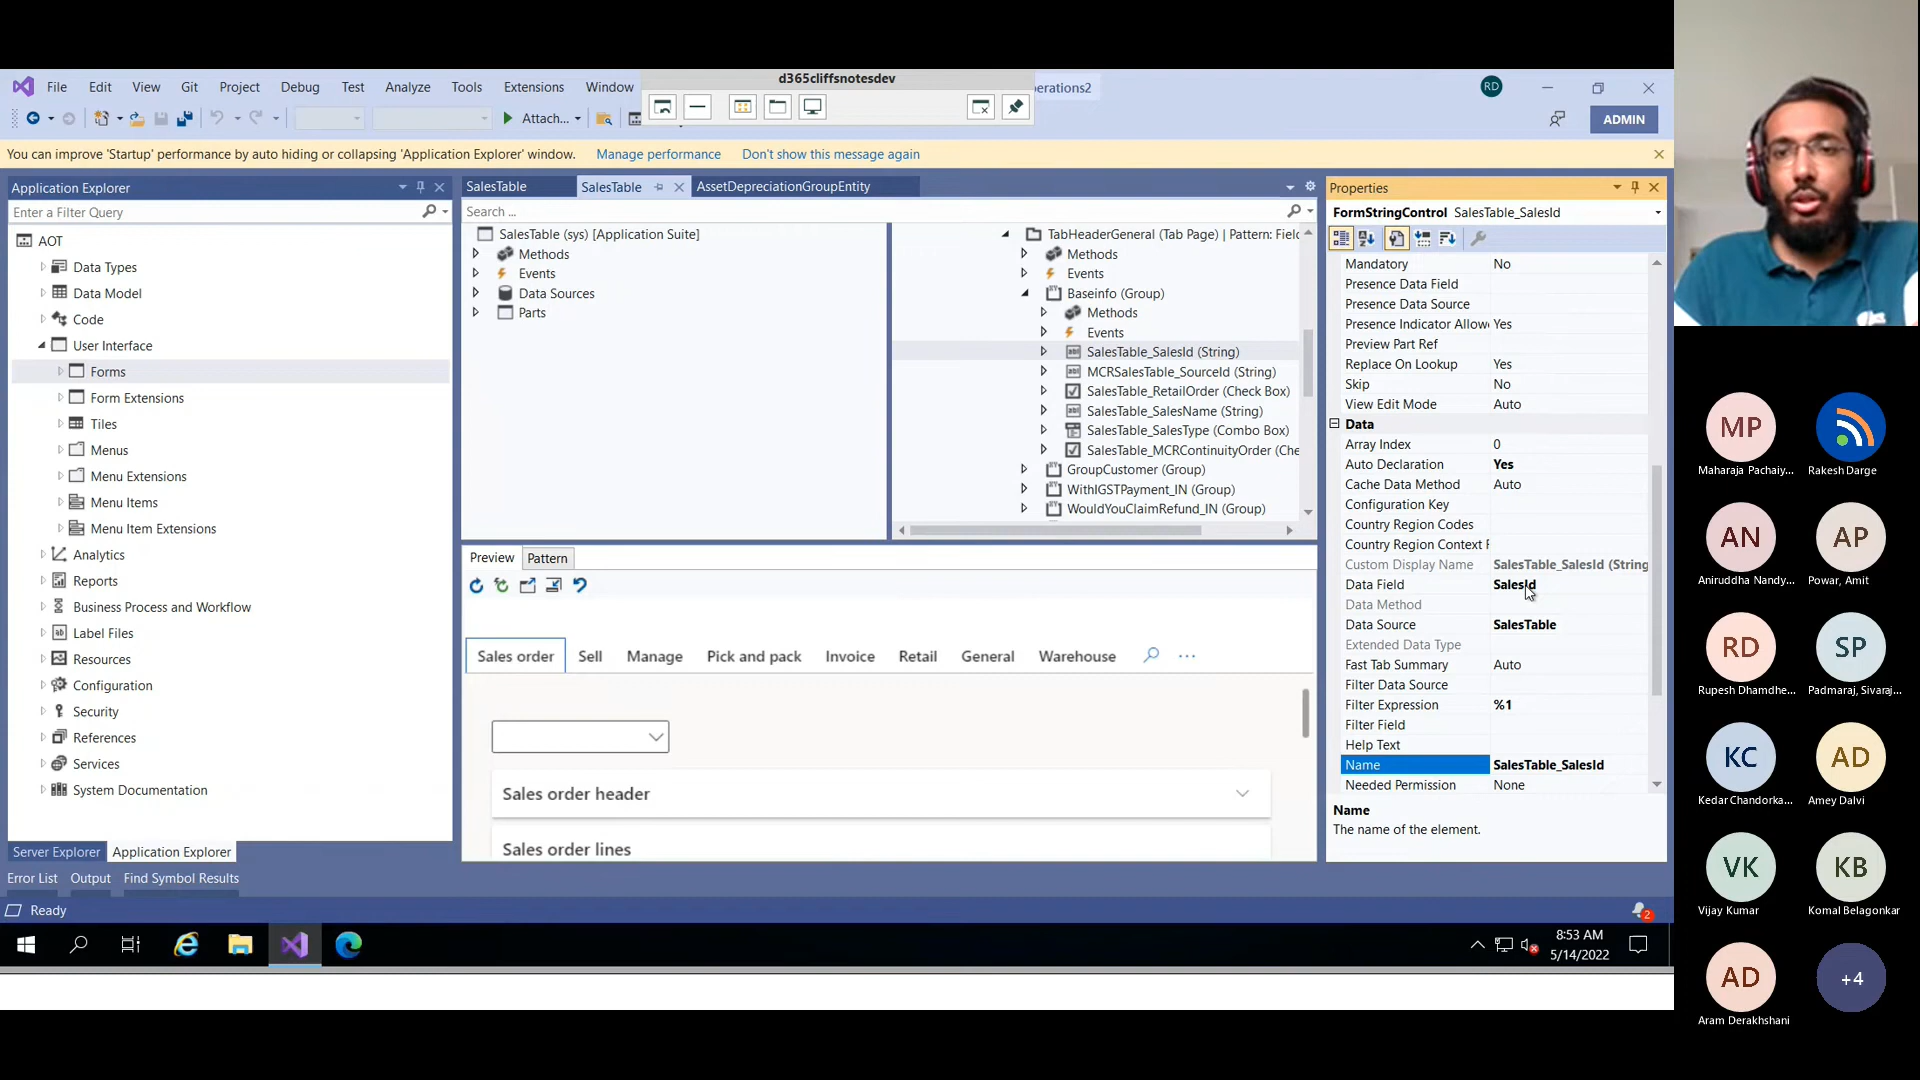 d365cliffsnotesdev
File Edit View Git Project Debug Test Analyze Tools Extensions Window
erations2
RD
Attach...
ADMIN
You can improve 'Startup' performance by auto hiding or collapsing 'Application Explorer' window. Manage performance Don't show this message again
Application Explorer
Enter a Filter Query
AOT
Data Types
Data Model
Code
User Interface
Forms
Form Extensions
Tiles
Menus
Menu Extensions
Menu Items
Menu Item Extensions
Analytics
Reports
Business Process and Workflow
Label Files
Resources
Configuration
Security
References
Services
System Documentation
Server Explorer Application Explorer
Error List Output Find Symbol Results
Ready
SalesTable SalesTable AssetDepreciationGroupEntity
Search ...
SalesTable (sys) [Application Suite]
Methods
Events
Data Sources
Parts
TabHeaderGeneral (Tab Page) | Pattern: Field
Methods
Events
Baseinfo (Group)
Methods
Events
SalesTable_SalesId (String)
MCRSalesTable_SourceId (String)
SalesTable_RetailOrder (Check Box)
SalesTable_SalesName (String)
SalesTable_SalesType (Combo Box)
SalesTable_MCRContinuityOrder (Che
GroupCustomer (Group)
WithIGSTPayment_IN (Group)
WouldYouClaimRefund_IN (Group)
Preview Pattern
Sales order Sell Manage Pick and pack Invoice Retail General Warehouse
Sales order header
Sales order lines
Properties
FormStringControl SalesTable_SalesId
Mandatory No
Presence Data Field
Presence Data Source
Presence Indicator Allow Yes
Preview Part Ref
Replace On Lookup Yes
Skip No
View Edit Mode Auto
Data
Array Index 0
Auto Declaration Yes
Cache Data Method Auto
Configuration Key
Country Region Codes
Country Region Context F
Custom Display Name SalesTable_SalesId (String
Data Field SalesId
Data Method
Data Source SalesTable
Extended Data Type
Fast Tab Summary Auto
Filter Data Source
Filter Expression %1
Filter Field
Help Text
Name SalesTable_SalesId
Needed Permission None
Name
The name of the element.
2
8:53 AM
5/14/2022
MP
Maharaja Pachaiy... Rakesh Darge
AN AP
Aniruddha Nandy... Powar, Amit
RD SP
Rupesh Dhamdhe... Padmaraj, Sivaraj...
KC AD
Kedar Chandorka... Amey Dalvi
VK KB
Vijay Kumar Komal Belagonkar
AD +4
Aram Derakhshani